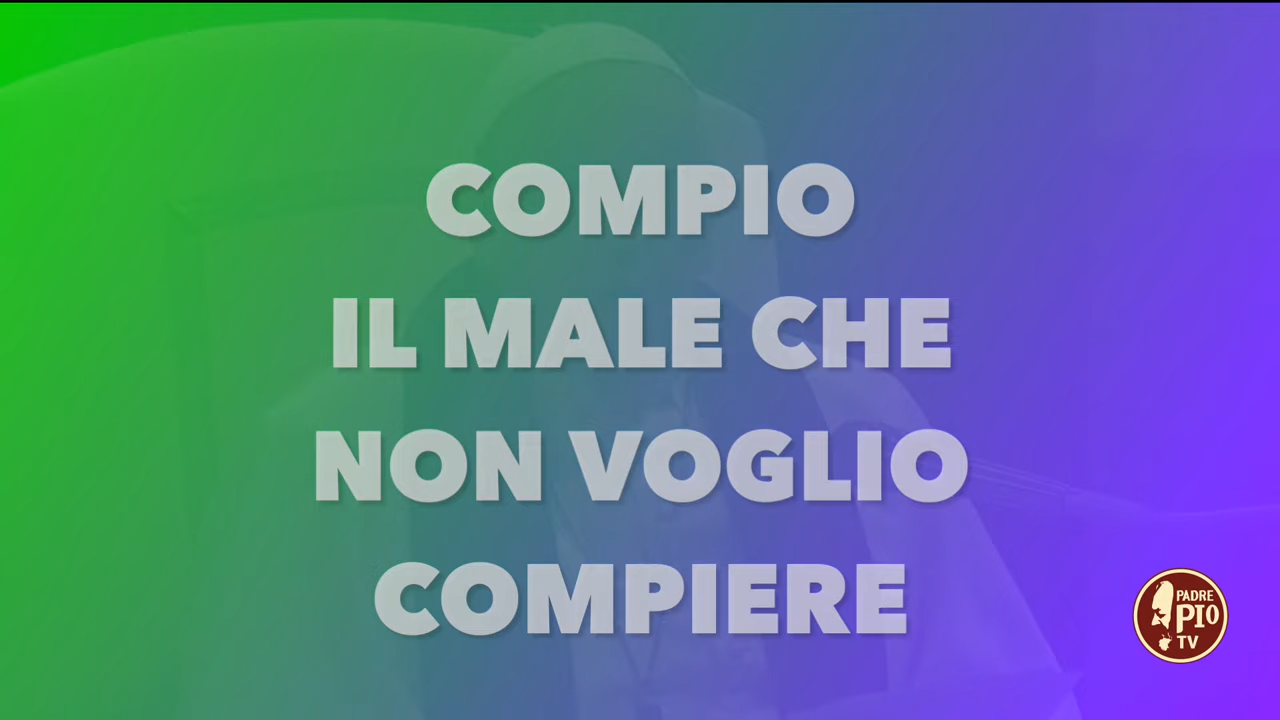 COMPIO
IL MALE CHE
NON VOGLIO
COMPIERE
PADRE
PIO
TV